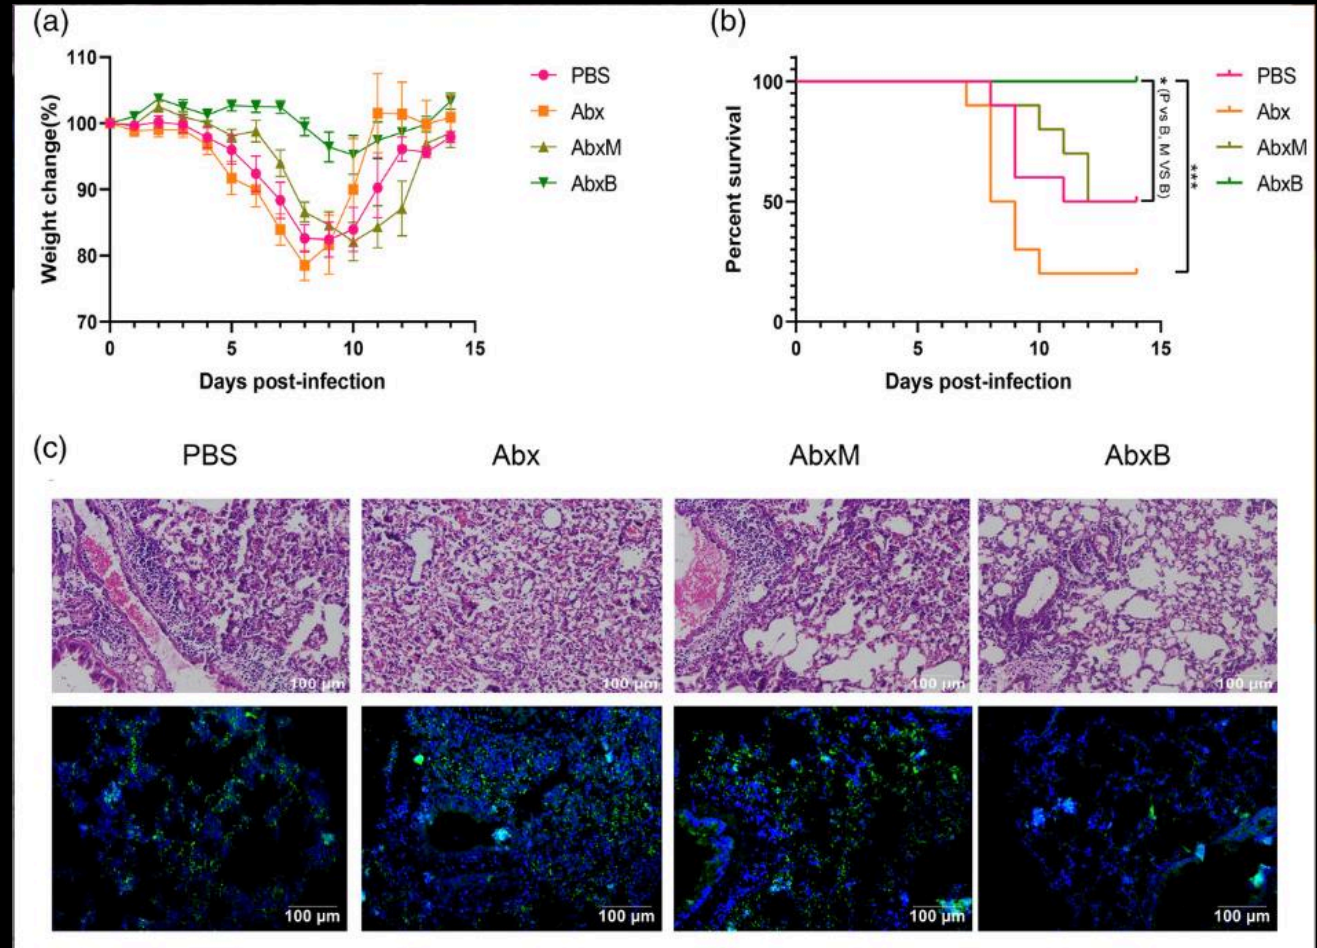 (a)
110
100
90
80
70
Weight change(%)
0
5
10
15
Days post-infection
PBS
Abx
AbxM
AbxB
(b)
100
50
0
Percent survival
0
5
10
15
Days post-infection
* (P vs B, M VS B)
***
PBS
Abx
AbxM
AbxB
(c)
PBS
Abx
AbxM
AbxB
100 μm
100 μm
100 μm
100 μm
100 μm
100 μm
100 μm
100 μm